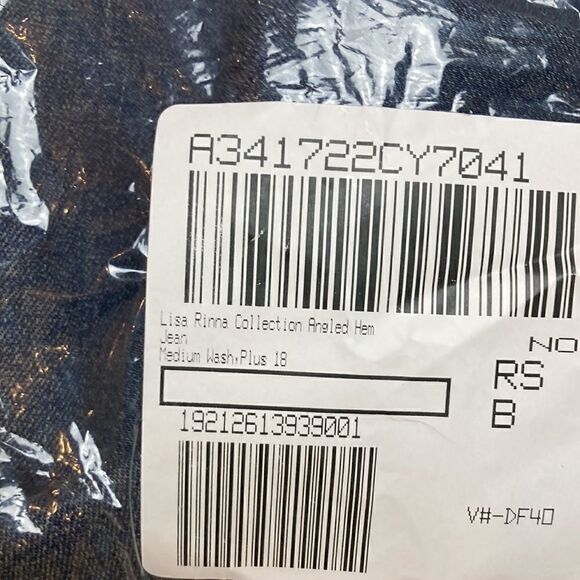 A341722CY7041
Lisa Rinna Collection Angled Hem
Jean
Medium Wash,Plus 18
NO
RS
B
19212613939001
V#-DF40